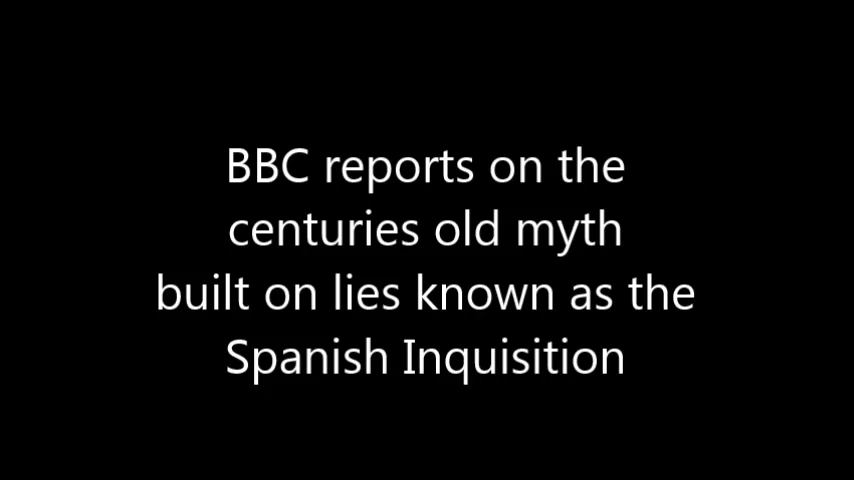 BBC reports on the
centuries old myth
built on lies known as the
Spanish Inquisition